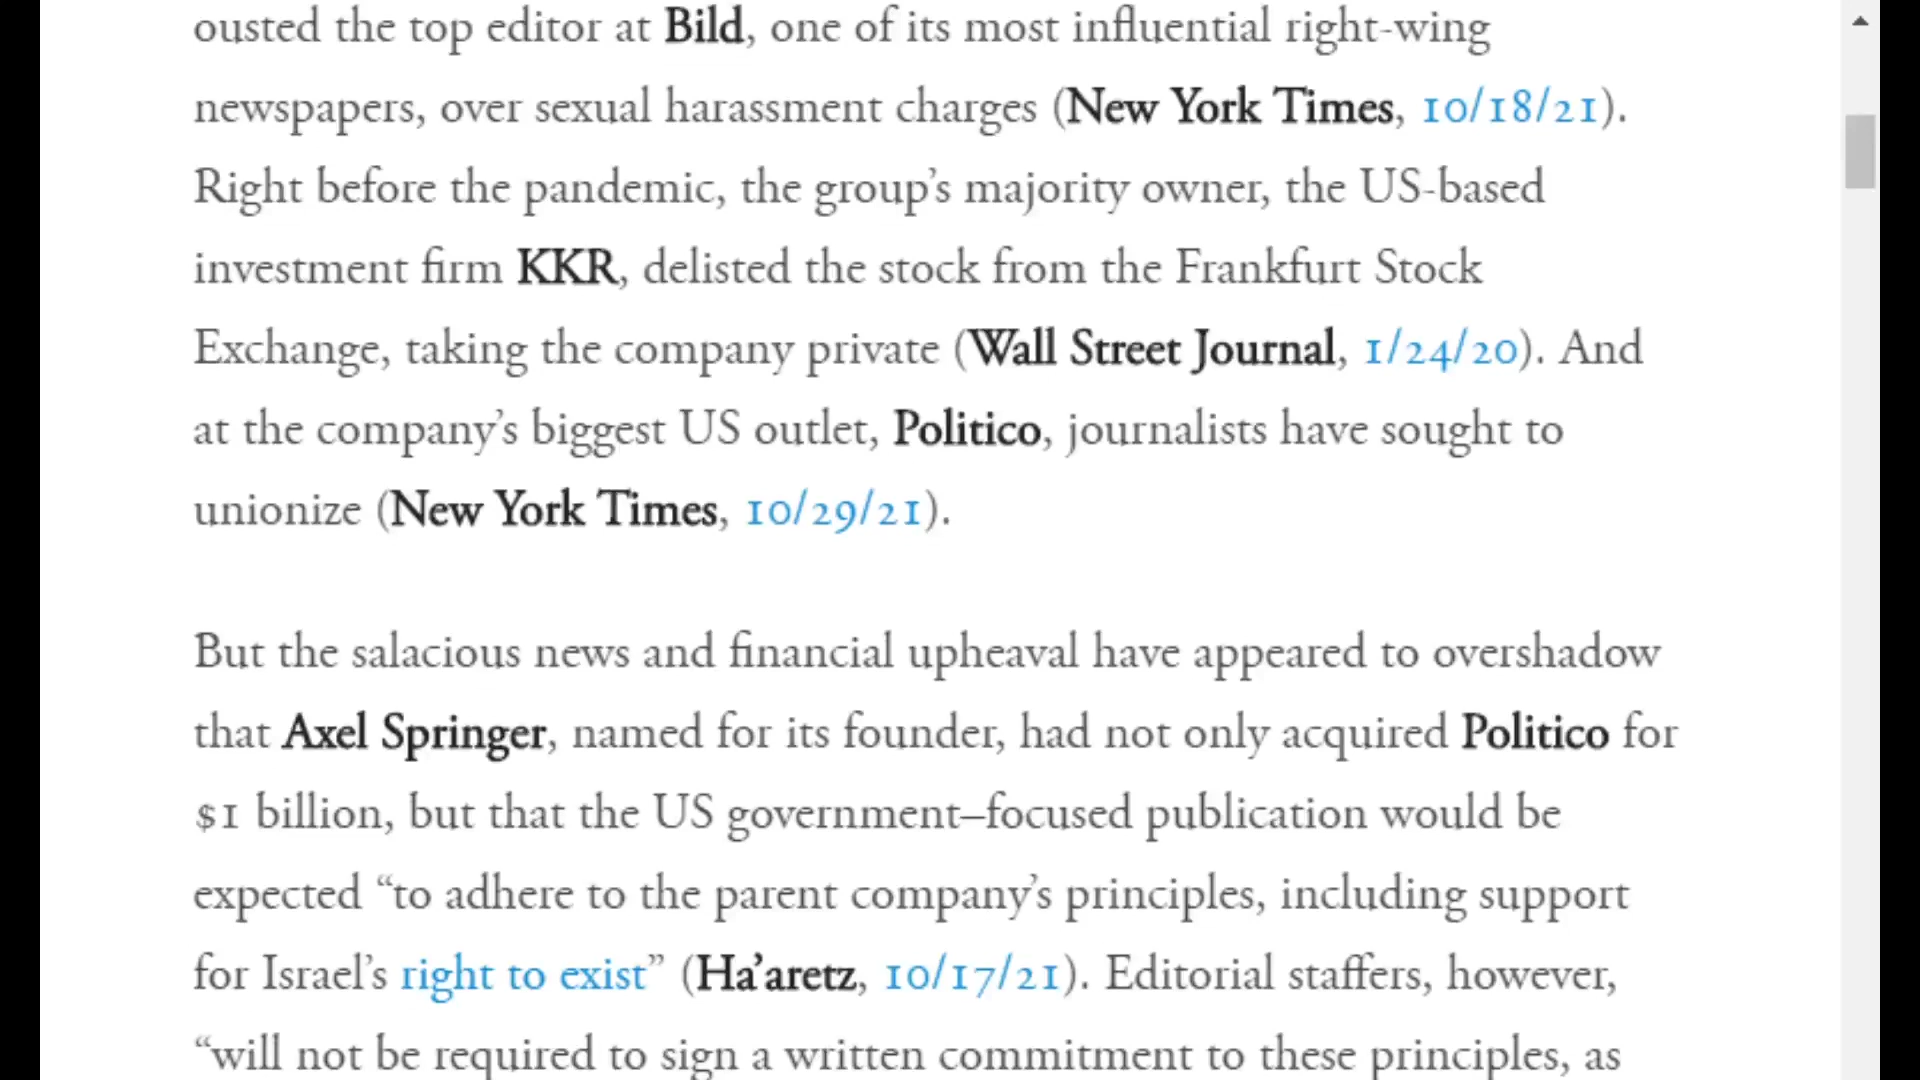 ousted the top editor at Bild, one of its most influential right-wing
newspapers, over sexual harassment charges (New York Times, 10/18/21).
Right before the pandemic, the group’s majority owner, the US-based
investment firm KKR, delisted the stock from the Frankfurt Stock
Exchange, taking the company private (Wall Street Journal, 1/24/20). And
at the company’s biggest US outlet, Politico, journalists have sought to
unionize (New York Times, 10/29/21).
But the salacious news and financial upheaval have appeared to overshadow
that Axel Springer, named for its founder, had not only acquired Politico for
$1 billion, but that the US government–focused publication would be
expected “to adhere to the parent company’s principles, including support
for Israel’s right to exist” (Ha’aretz, 10/17/21). Editorial staffers, however,
“will not be required to sign a written commitment to these principles, as